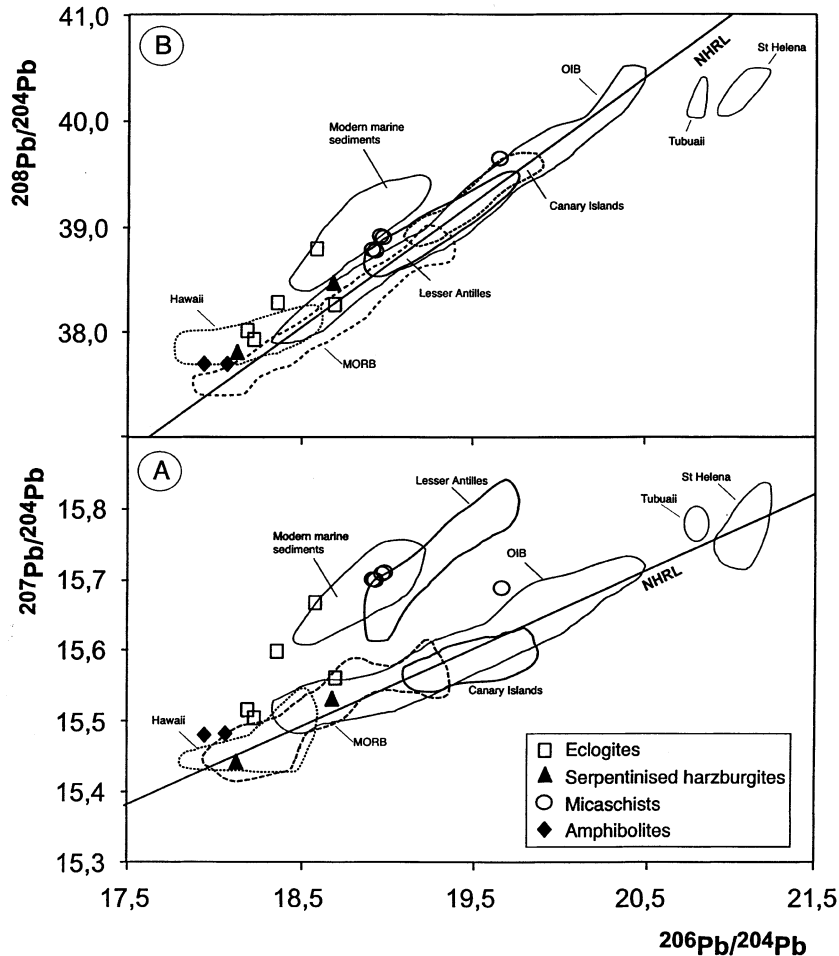 B
41,0
40,0
39,0
38,0
208Pb/204Pb
NHRL
St Helena
OIB
Tubuaii
Modern marine
sediments
Canary Islands
Lesser Antilles
Hawaii
MORB
A
15,8
15,7
15,6
15,5
15,4
15,3
207Pb/204Pb
Lesser Antilles
St Helena
Tubuaii
Modern marine
sediments
OIB
NHRL
Canary Islands
Hawaii
MORB
Eclogites
Serpentinised harzburgites
Micaschists
Amphibolites
17,5
18,5
19,5
20,5
21,5
206Pb/204Pb